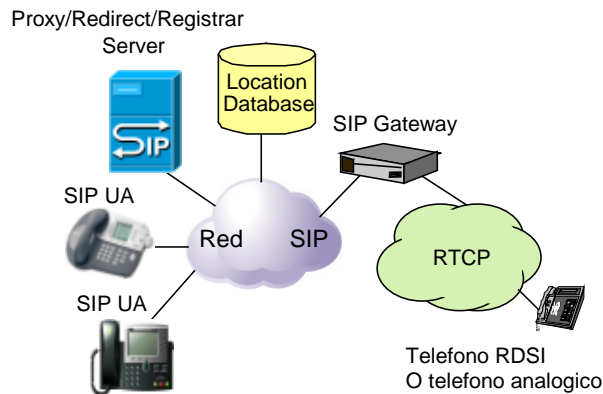 Proxy/Redirect/Registrar
Server
Location
Database
SIP
SIP Gateway
SIP UA
Red SIP
RTCP
SIP UA
Telefono RDSI
O telefono analogico